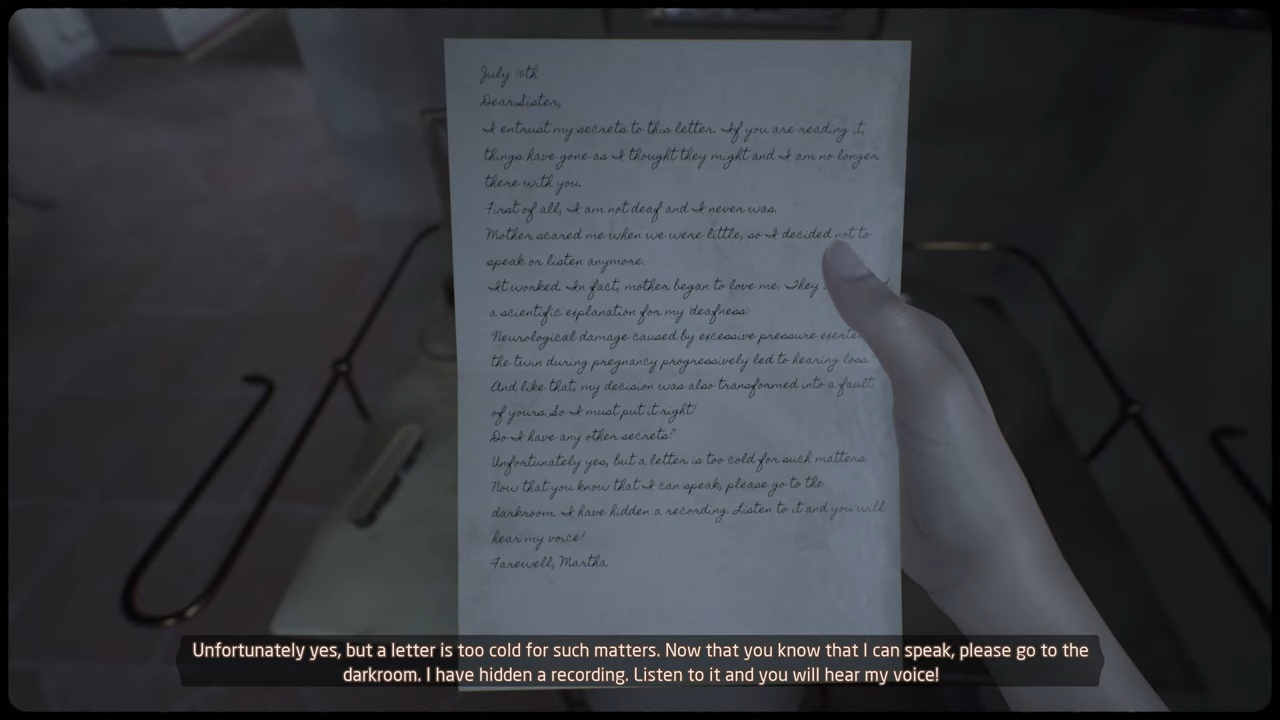 July 16th
Dear Sister,
I entrust my secrets to this letter. If you are reading it,
things have gone as I thought they might and I am no longer
there with you.
First of all, I am not deaf and I never was.
Mother scared me when we were little, so I decided not to
speak or listen anymore.
It worked. In fact, mother began to love me. They
a scientific explanation for my 'deafness':
Neurological damage caused by excessive pressure
the twin during pregnancy progressively led to hearing loss."
And like that, my decision was also transformed into a fault
of yours. So I must put it right!
Do I have any other secrets?
Unfortunately yes, but a letter is too cold for such matters.
Now that you know that I can speak, please go to the
darkroom. I have hidden a recording. Listen to it and you will
hear my voice!
Farewell, Martha
Unfortunately yes, but a letter is too cold for such matters. Now that you know that I can speak, please go to the
darkroom. I have hidden a recording. Listen to it and you will hear my voice!